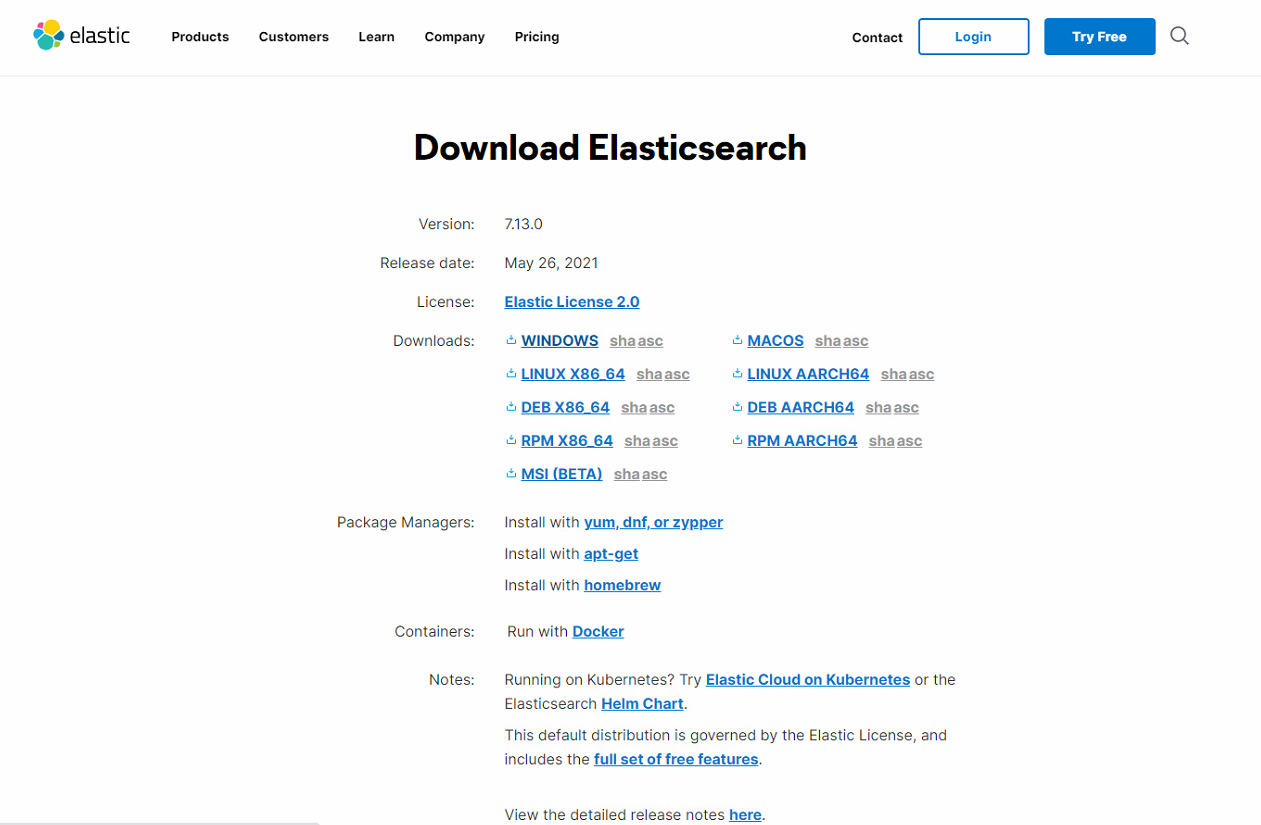 elastic Products Customers Learn Company Pricing Contact Login Try Free
Download Elasticsearch
Version: 7.13.0
Release date: May 26, 2021
License: Elastic License 2.0
Downloads: WINDOWS sha asc MACOS sha asc
LINUX X86_64 sha asc LINUX AARCH64 sha asc
DEB X86_64 sha asc DEB AARCH64 sha asc
RPM X86_64 sha asc RPM AARCH64 sha asc
MSI (BETA) sha asc
Package Managers: Install with yum, dnf, or zypper
Install with apt-get
Install with homebrew
Containers: Run with Docker
Notes: Running on Kubernetes? Try Elastic Cloud on Kubernetes or the
Elasticsearch Helm Chart.
This default distribution is governed by the Elastic License, and
includes the full set of free features.
View the detailed release notes here.